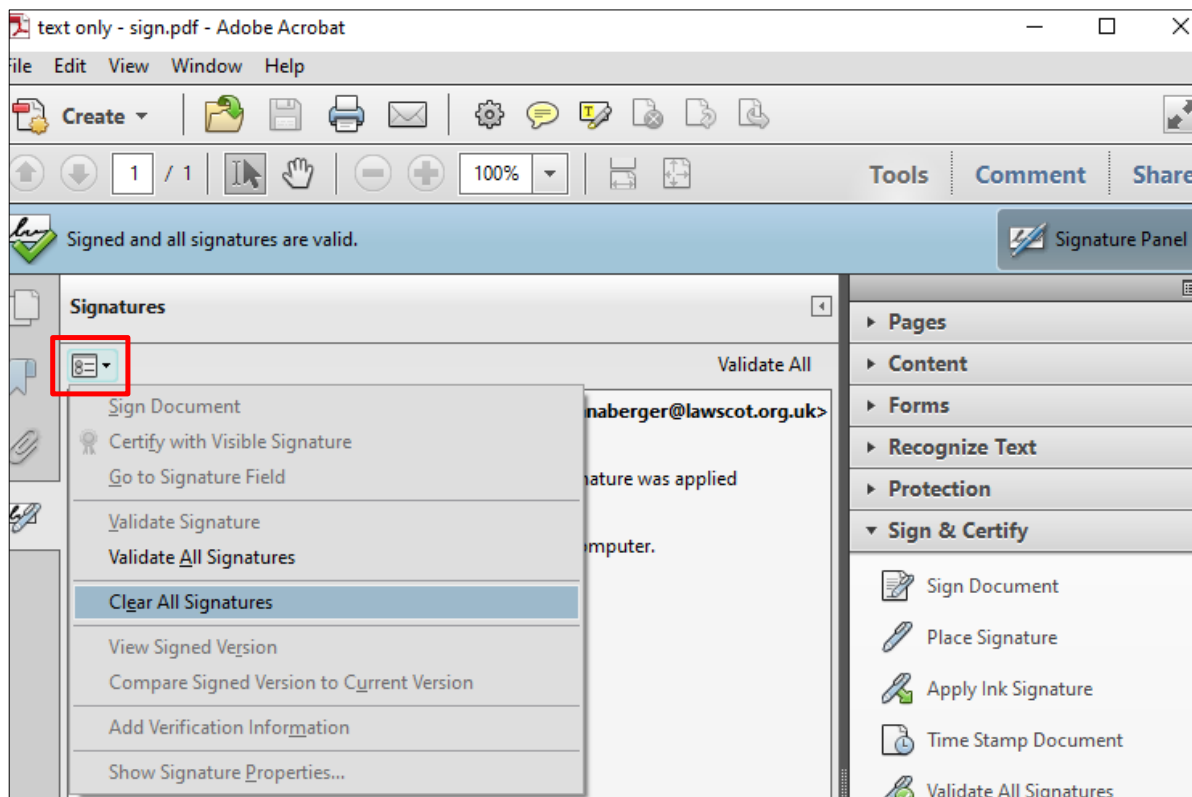 text only - sign.pdf - Adobe Acrobat
File Edit View Window Help
Create
1 / 1 100% Tools Comment Share
Signed and all signatures are valid. Signature Panel
Signatures
Validate All
Sign Document
Certify with Visible Signature
Go to Signature Field
Validate Signature
Validate All Signatures
Clear All Signatures
View Signed Version
Compare Signed Version to Current Version
Add Verification Information
Show Signature Properties...
naberger@lawscot.org.uk>
ature was applied
mputer.
Pages
Content
Forms
Recognize Text
Protection
Sign & Certify
Sign Document
Place Signature
Apply Ink Signature
Time Stamp Document
Validate All Signatures